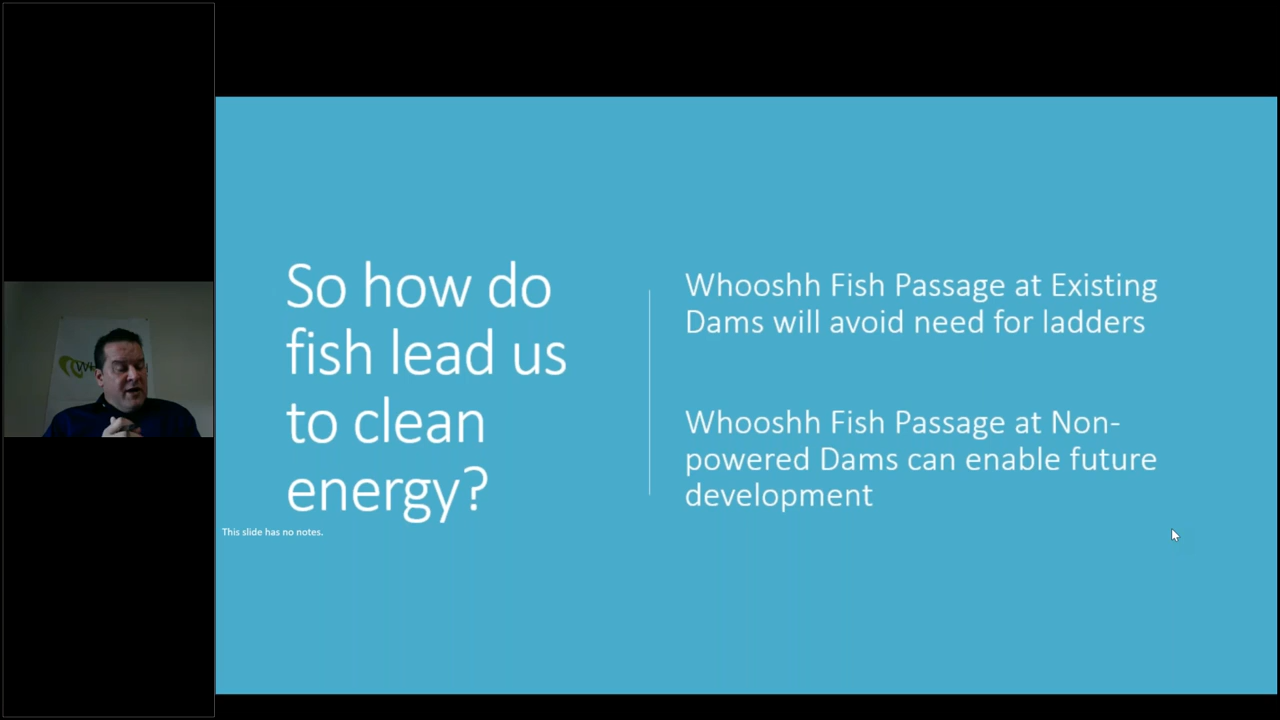 So how do
fish lead us
to clean
energy?
Whooshh Fish Passage at Existing
Dams will avoid need for ladders
Whooshh Fish Passage at Non-
powered Dams can enable future
development
This slide has no notes.